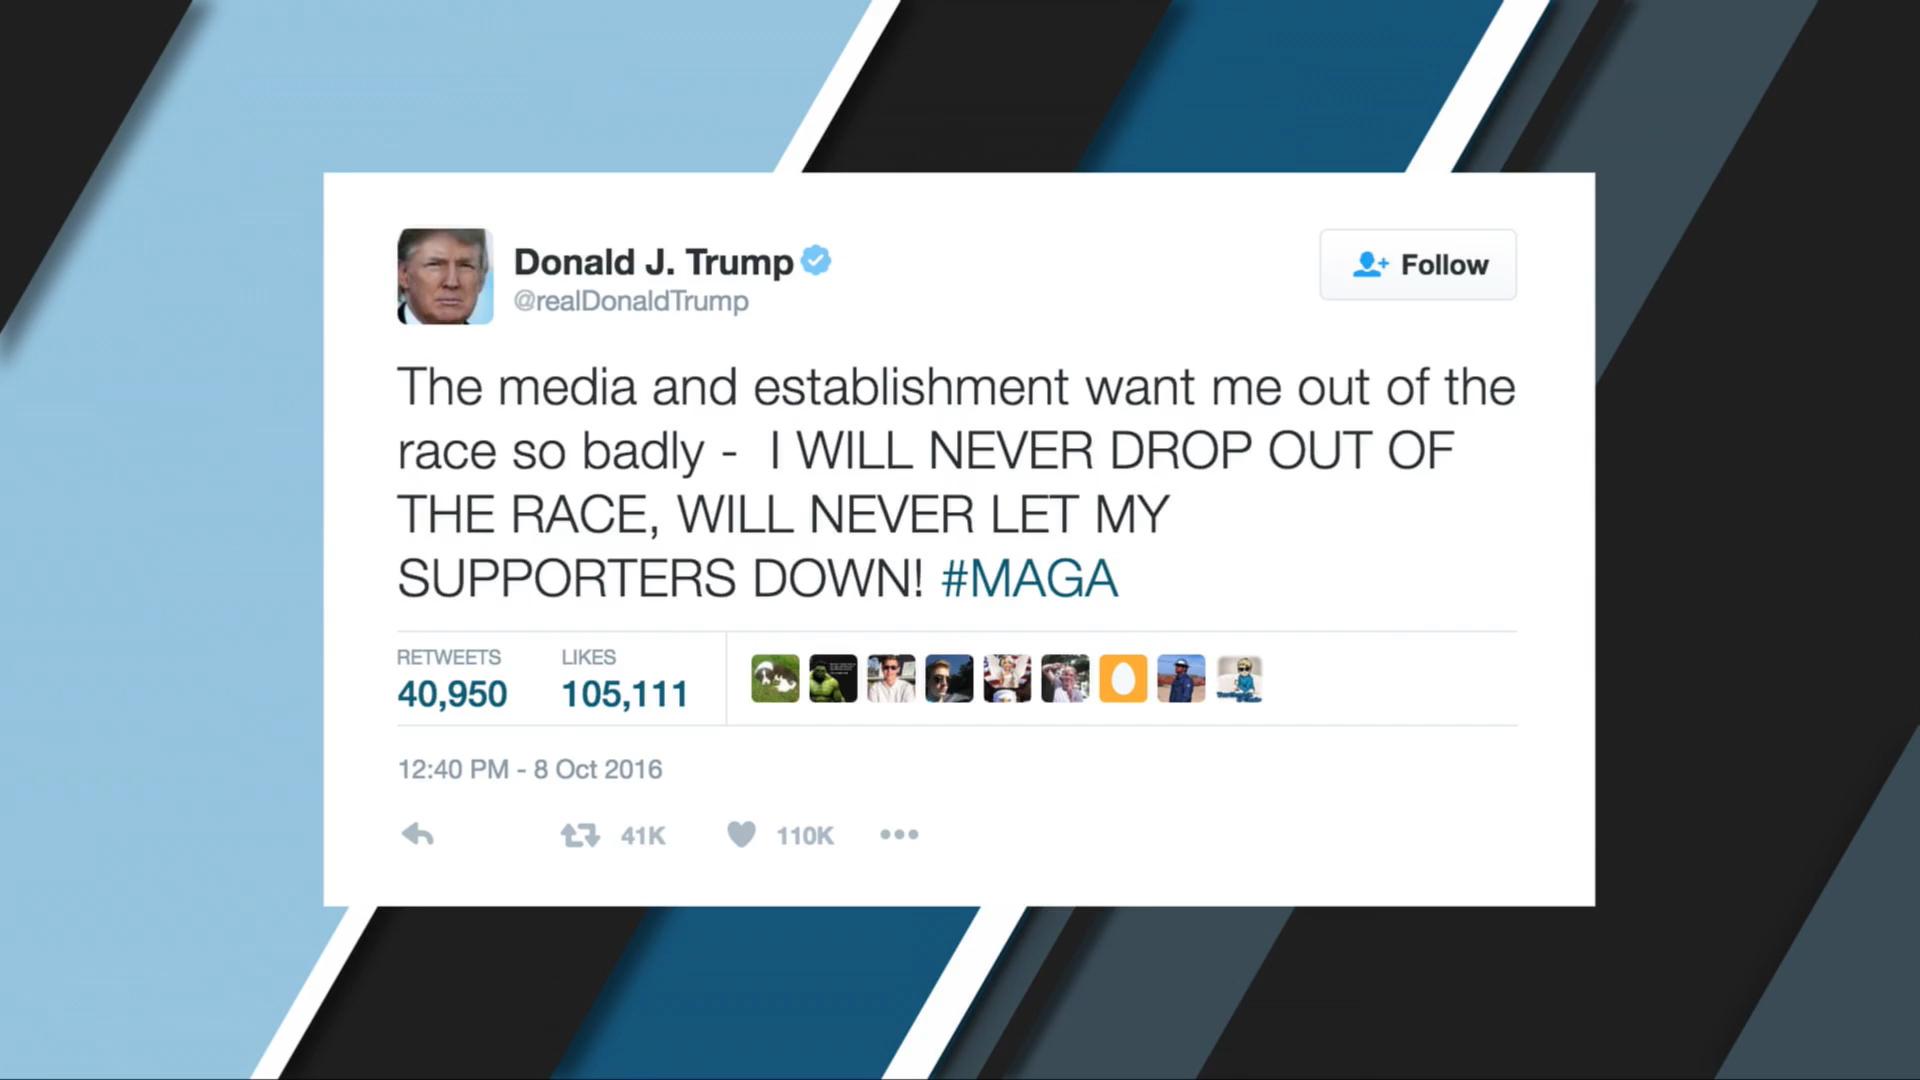 Donald J. Trump
@realDonaldTrump
Follow
The media and establishment want me out of the
race so badly -  I WILL NEVER DROP OUT OF
THE RACE, WILL NEVER LET MY
SUPPORTERS DOWN! #MAGA
RETWEETS LIKES
40,950 105,111
12:40 PM - 8 Oct 2016
41K 110K